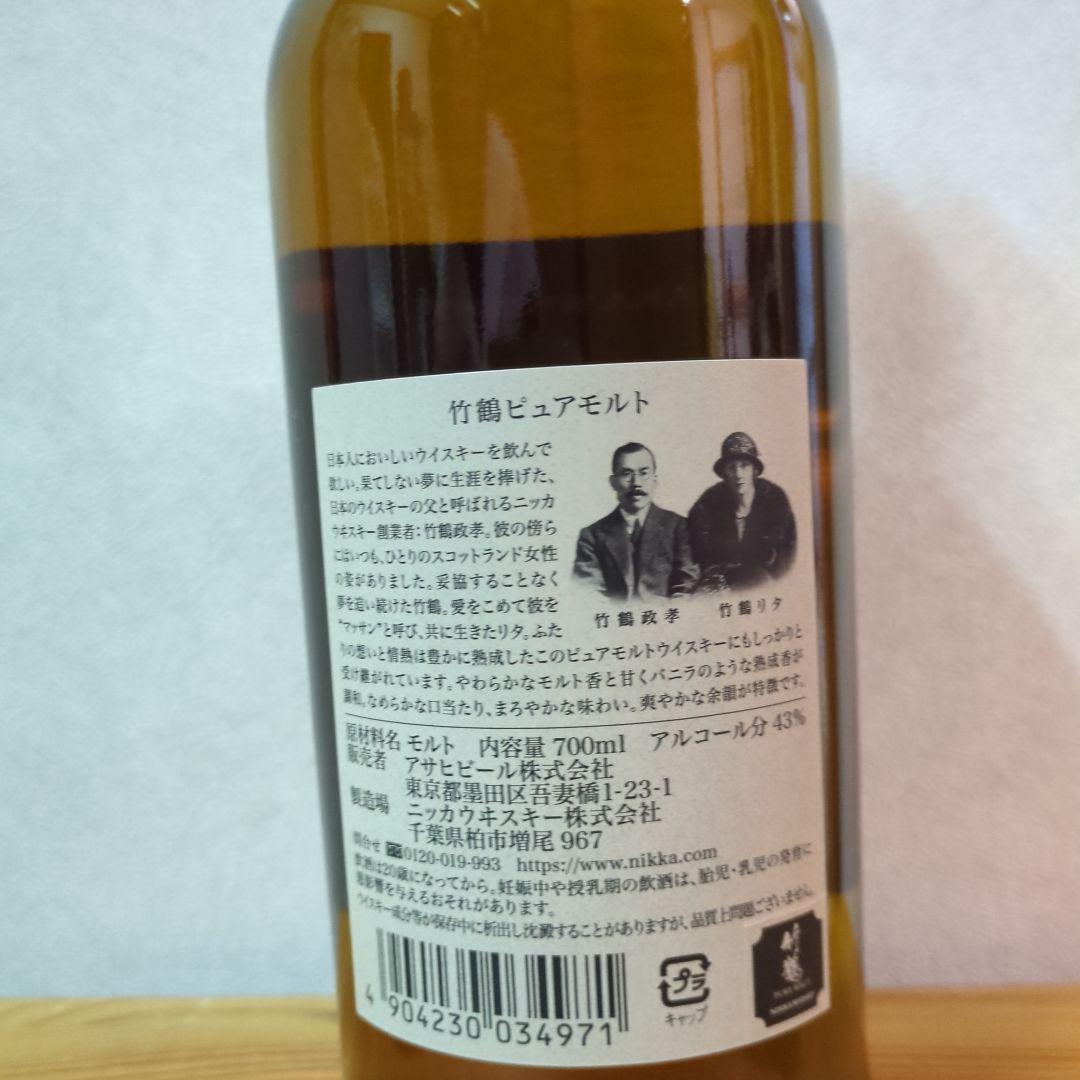 竹鶴ピュアモルト
日本人においしいウイスキーを飲んで
欲しい。果てしない夢に生涯を捧げた、
日本のウイスキーの父と呼ばれるニッカ
ウヰスキー創業者：竹鶴政孝。彼の傍ら
にはいつも、ひとりのスコットランド女性
の姿がありました。妥協することなく
夢を追い続けた竹鶴。愛をこめて彼を
“マッサン”と呼び、共に生きたリタ。ふた
りの想いと情熱は豊かに熟成したこのピュアモルトウイスキーにもしっかりと
受け継がれています。やわらかなモルト香と甘くバニラのような熟成香が
調和。なめらかな口当たり、まろやかな味わい。爽やかな余韻が特徴です。
竹鶴政孝 竹鶴リタ
原材料名 モルト 内容量 700ml アルコール分 43%
販売者 アサヒビール株式会社
東京都墨田区吾妻橋1-23-1
製造場 ニッカウヰスキー株式会社
千葉県柏市増尾 967
問合せ 0120-019-993 https://www.nikka.com
飲酒は20歳になってから。妊娠中や授乳期の飲酒は、胎児・乳児の発育に
悪影響を与えるおそれがあります。
ウイスキー成分等が保存中に析出し沈澱することがありますが、品質上問題ございません。
4 904230 034971
プラ
キャップ
竹鶴